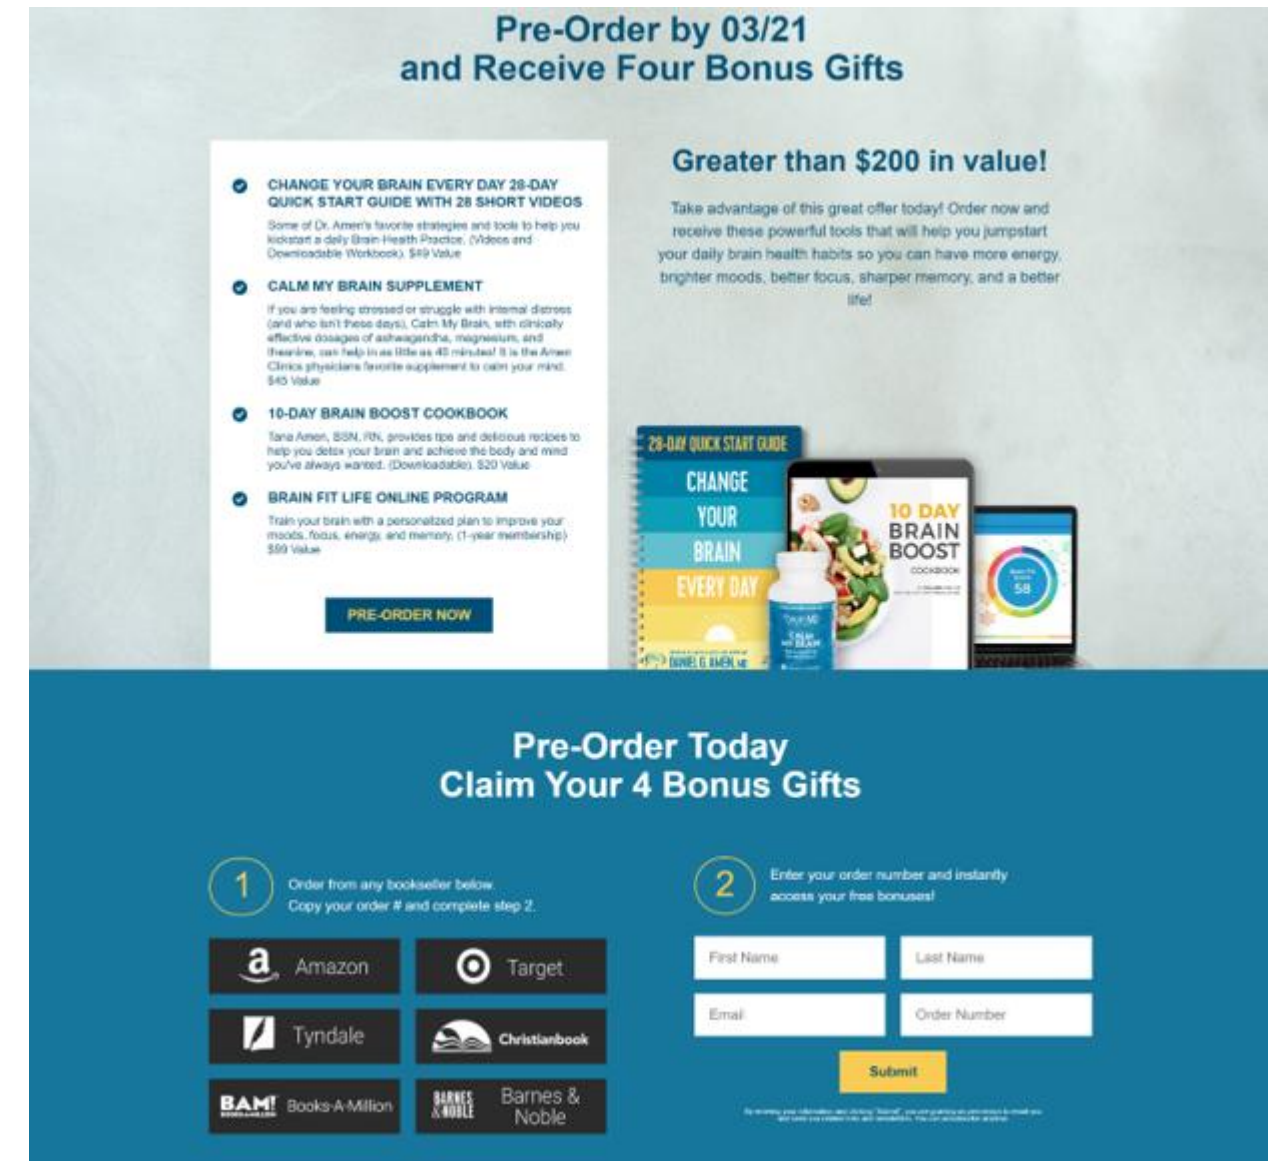 Pre-Order by 03/21
and Receive Four Bonus Gifts
CHANGE YOUR BRAIN EVERY DAY 28-DAY
QUICK START GUIDE WITH 28 SHORT VIDEOS
Some of Dr. Amen's favorite strategies and tools to help you
kickstart a daily Brain Health Practice. (Videos and
Downloadable Workbook). $49 Value
CALM MY BRAIN SUPPLEMENT
If you are feeling stressed or struggle with internal distress
(and who isn't these days), Calm My Brain, with clinically
effective dosages of ashwagandha, magnesium, and
theanine, can help in as little as 40 minutes! It is the Amen
Clinics physicians favorite supplement to calm your mind.
$45 Value
10-DAY BRAIN BOOST COOKBOOK
Tana Amen, BSN, RN, provides tips and delicious recipes to
help you detox your brain and achieve the body and mind
you've always wanted. (Downloadable). $20 Value
BRAIN FIT LIFE ONLINE PROGRAM
Train your brain with a personalized plan to improve your
moods, focus, energy, and memory. (1-year membership)
$99 Value
PRE-ORDER NOW
Greater than $200 in value!
Take advantage of this great offer today! Order now and
receive these powerful tools that will help you jumpstart
your daily brain health habits so you can have more energy,
brighter moods, better focus, sharper memory, and a better
life!
28-DAY QUICK START GUIDE
CHANGE
YOUR
BRAIN
EVERY DAY
DANIEL G. AMEN, MD
CALM
MY BRAIN
10 DAY
BRAIN
BOOST
COOKBOOK
58
Pre-Order Today
Claim Your 4 Bonus Gifts
1
Order from any bookseller below.
Copy your order # and complete step 2.
Amazon
Target
Tyndale
Christianbook
BAM!
BOOKS-A-MILLION
Books-A-Million
BARNES
& NOBLE
Barnes &
Noble
2
Enter your order number and instantly
access your free bonuses!
First Name
Last Name
Email
Order Number
Submit